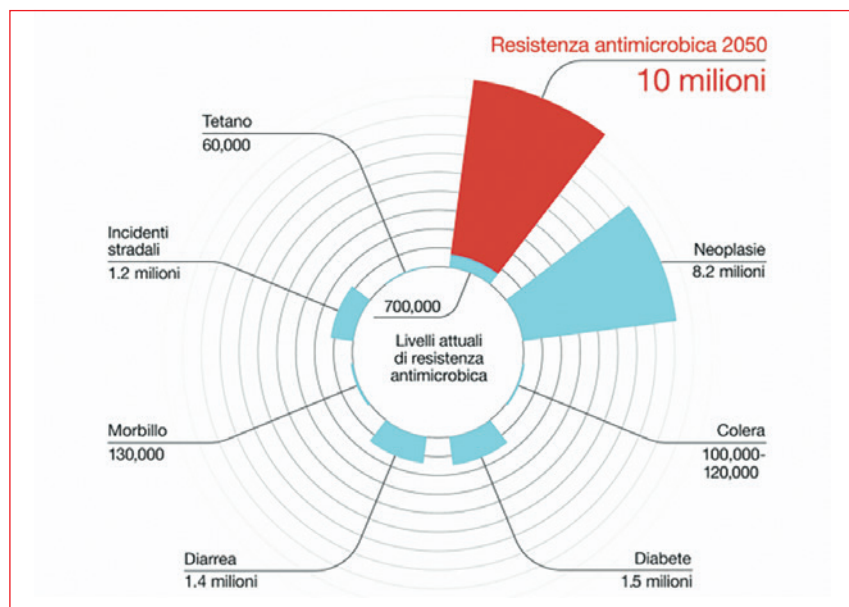 Resistenza antimicrobica 2050
10 milioni
Tetano
60,000
Incidenti
stradali
1.2 milioni
Neoplasie
8.2 milioni
700,000
Livelli attuali
di resistenza
antimicrobica
Morbillo
130,000
Colera
100,000-
120,000
Diarrea
1.4 milioni
Diabete
1.5 milioni